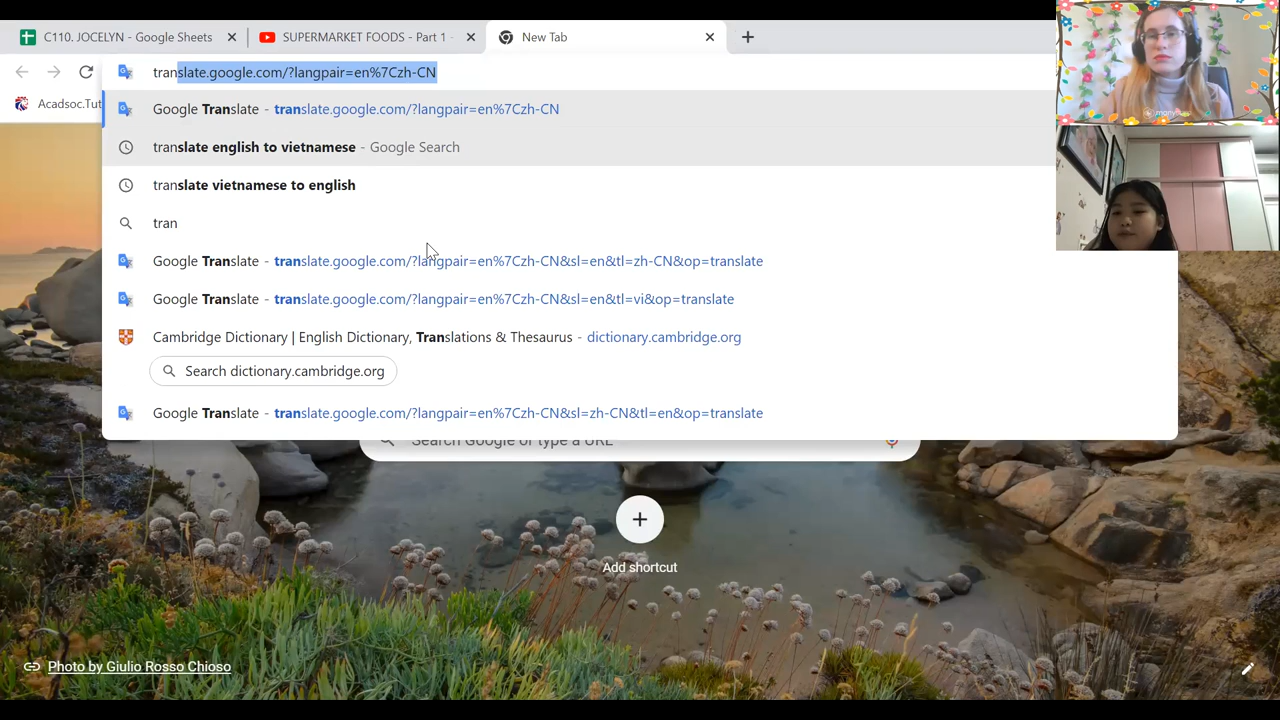 C110. JOCELYN - Google Sheets
SUPERMARKET FOODS - Part 1 -
New Tab
translate.google.com/?langpair=en%7Czh-CN
Acadsoc.Tut
Google Translate - translate.google.com/?langpair=en%7Czh-CN
translate english to vietnamese - Google Search
translate vietnamese to english
tran
Google Translate - translate.google.com/?langpair=en%7Czh-CN&sl=en&tl=zh-CN&op=translate
Google Translate - translate.google.com/?langpair=en%7Czh-CN&sl=en&tl=vi&op=translate
Cambridge Dictionary | English Dictionary, Translations & Thesaurus - dictionary.cambridge.org
Search dictionary.cambridge.org
Google Translate - translate.google.com/?langpair=en%7Czh-CN&sl=zh-CN&tl=en&op=translate
Search Google or type a URL
Add shortcut
Photo by Giulio Rosso Chioso